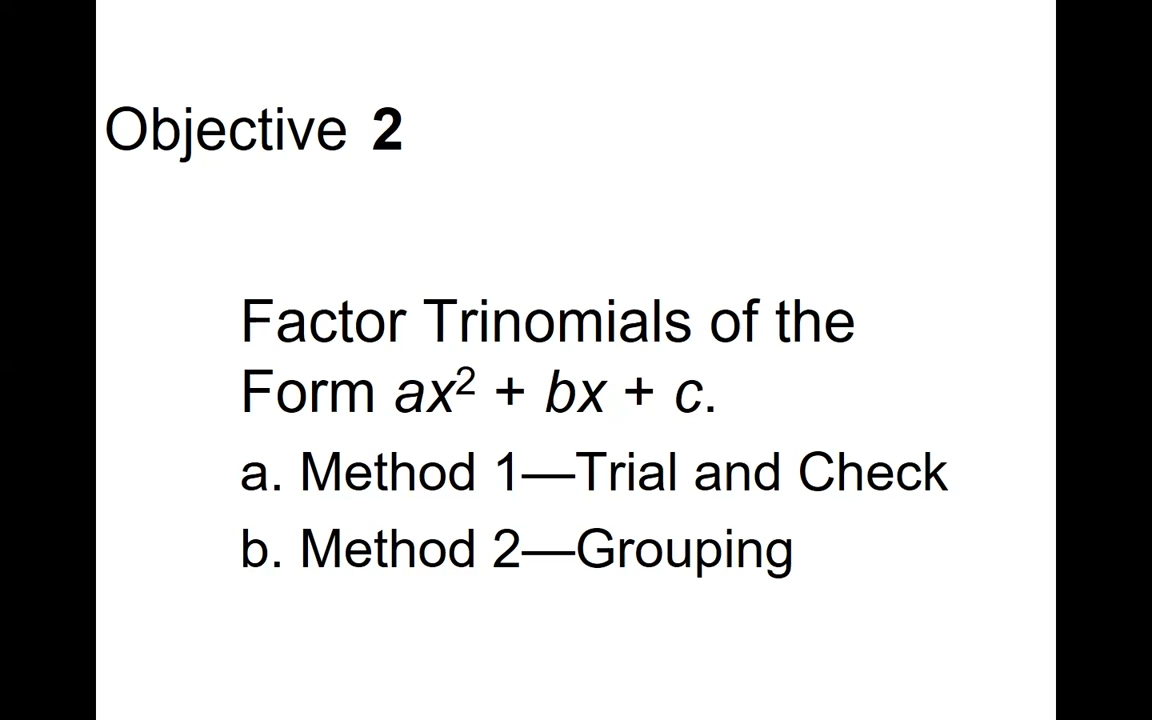 Objective 2
Factor Trinomials of the
Form ax² + bx + c.
a. Method 1—Trial and Check
b. Method 2—Grouping